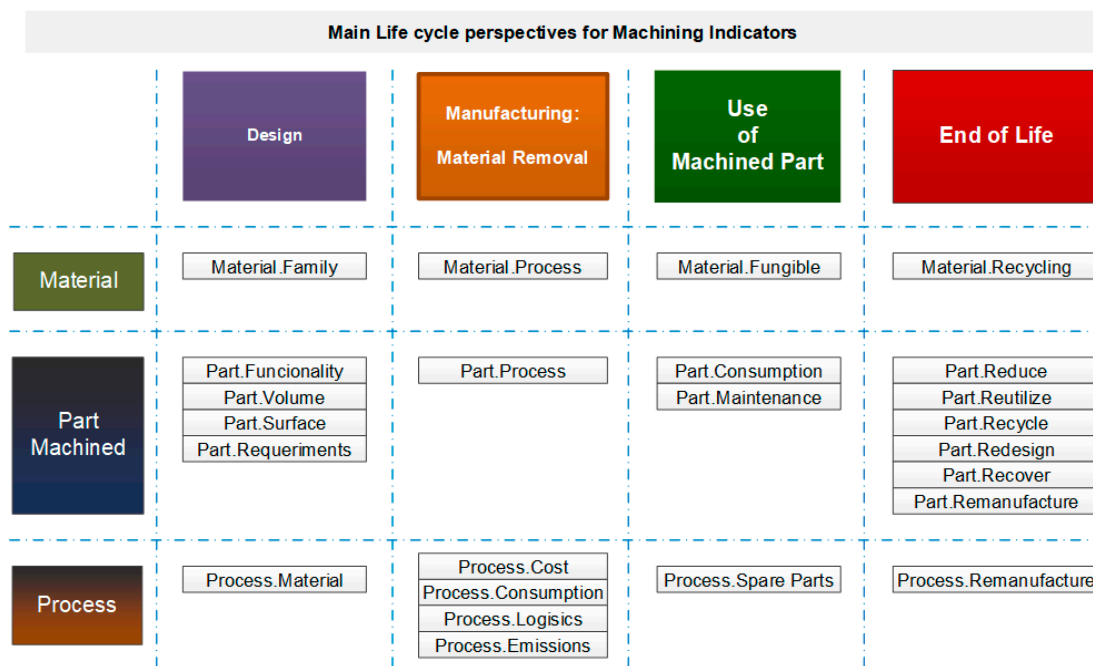 Main Life cycle perspectives for Machining Indicators
Design
Manufacturing:
Material Removal
Use
of
Machined Part
End of Life
Material
Material.Family
Material.Process
Material.Fungible
Material.Recycling
Part
Machined
Part.Funcionality
Part.Volume
Part.Surface
Part.Requeriments
Part.Process
Part.Consumption
Part.Maintenance
Part.Reduce
Part.Reutilize
Part.Recycle
Part.Redesign
Part.Recover
Part.Remanufacture
Process
Process.Material
Process.Cost
Process.Consumption
Process.Logisics
Process.Emissions
Process.Spare Parts
Process.Remanufacture